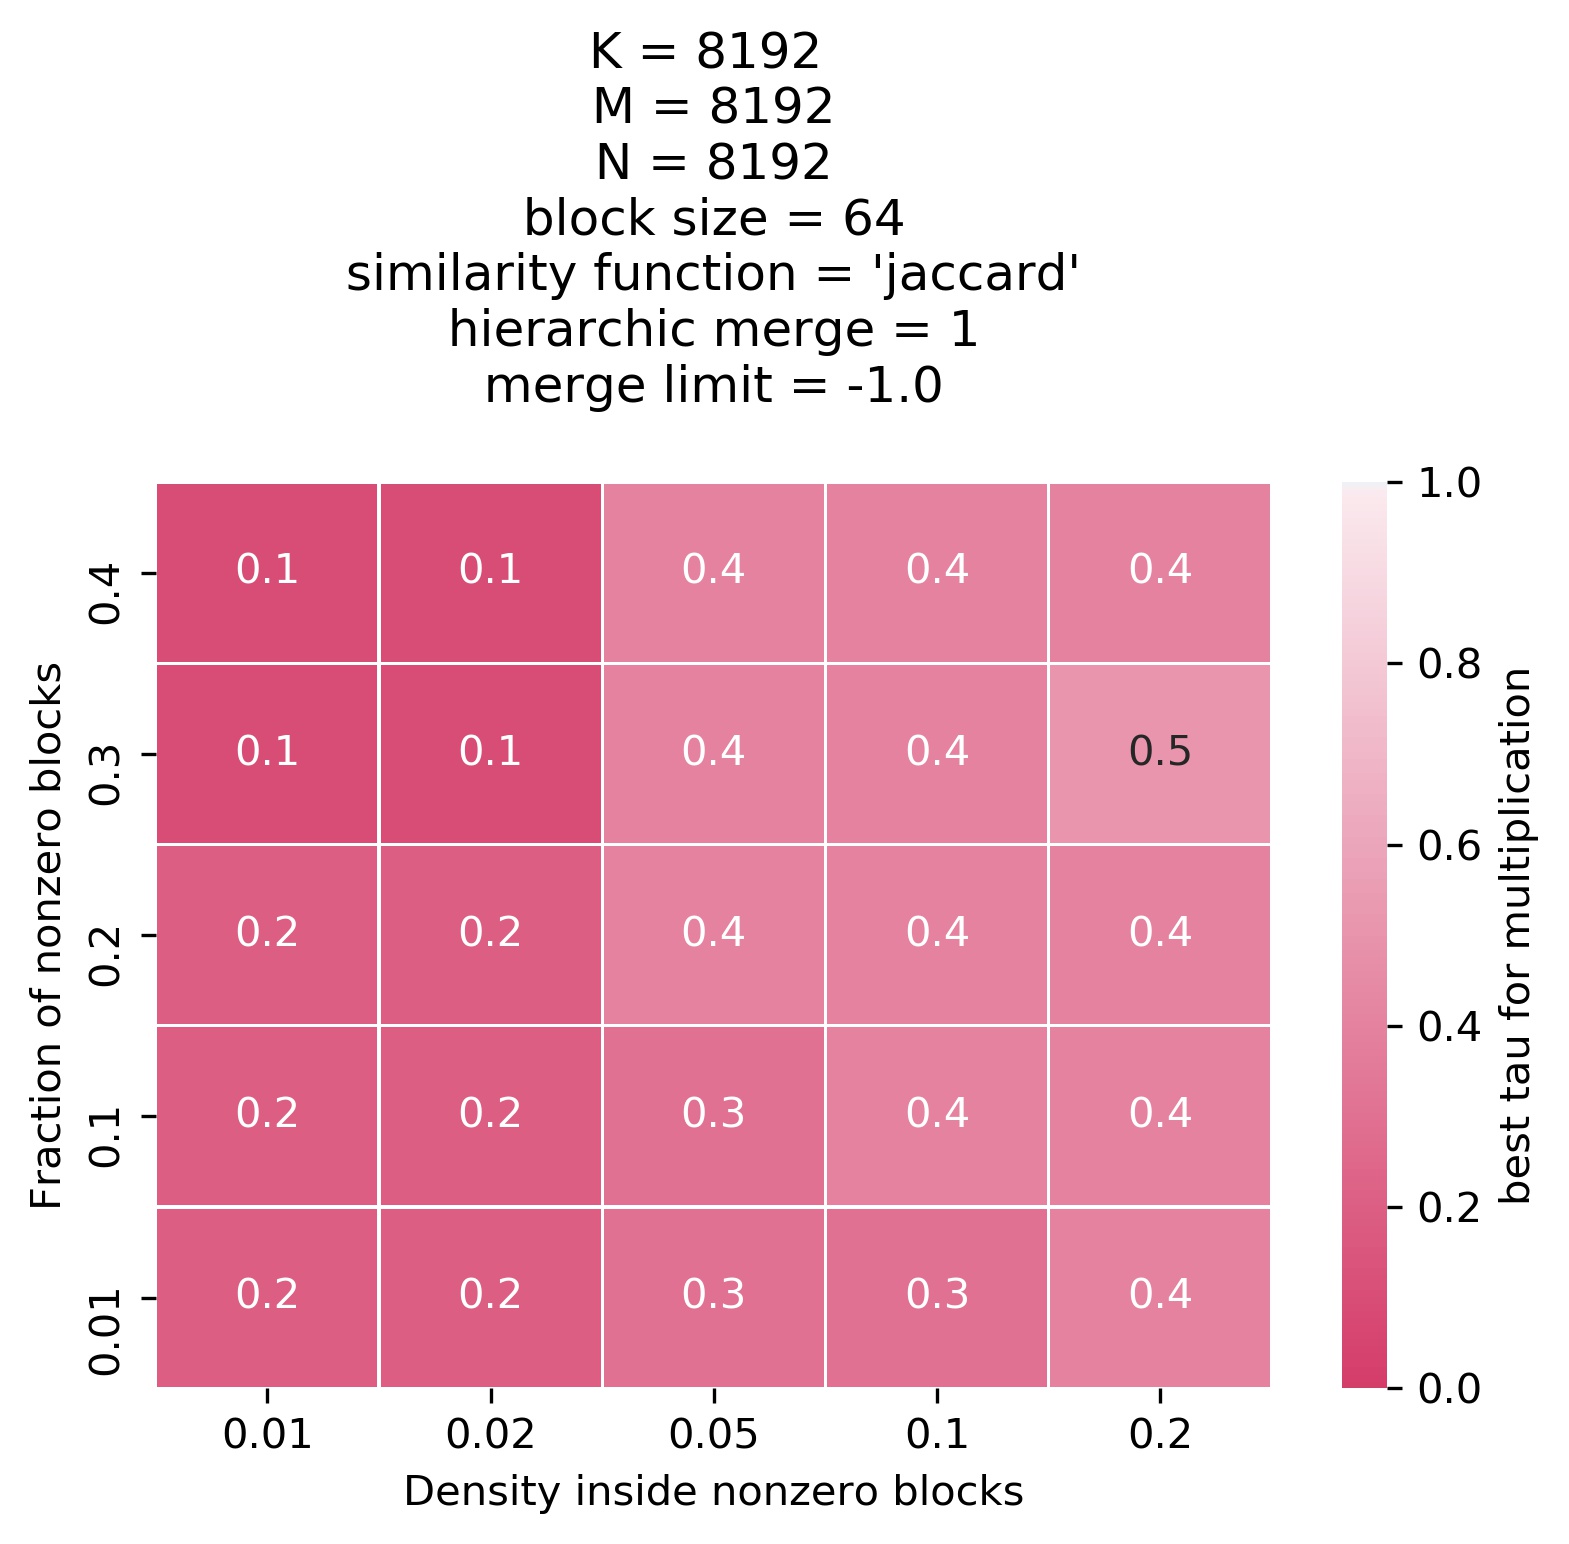 K = 8192
M = 8192
N = 8192
block size = 64
similarity function = 'jaccard'
hierarchic merge = 1
merge limit = -1.0
Fraction of nonzero blocks
0.4
0.1 0.1 0.4 0.4 0.4
0.3
0.1 0.1 0.4 0.4 0.5
0.2
0.2 0.2 0.4 0.4 0.4
0.1
0.2 0.2 0.3 0.4 0.4
0.01
0.2 0.2 0.3 0.3 0.4
0.01 0.02 0.05 0.1 0.2
Density inside nonzero blocks
1.0
0.8
0.6
0.4
0.2
0.0
best tau for multiplication